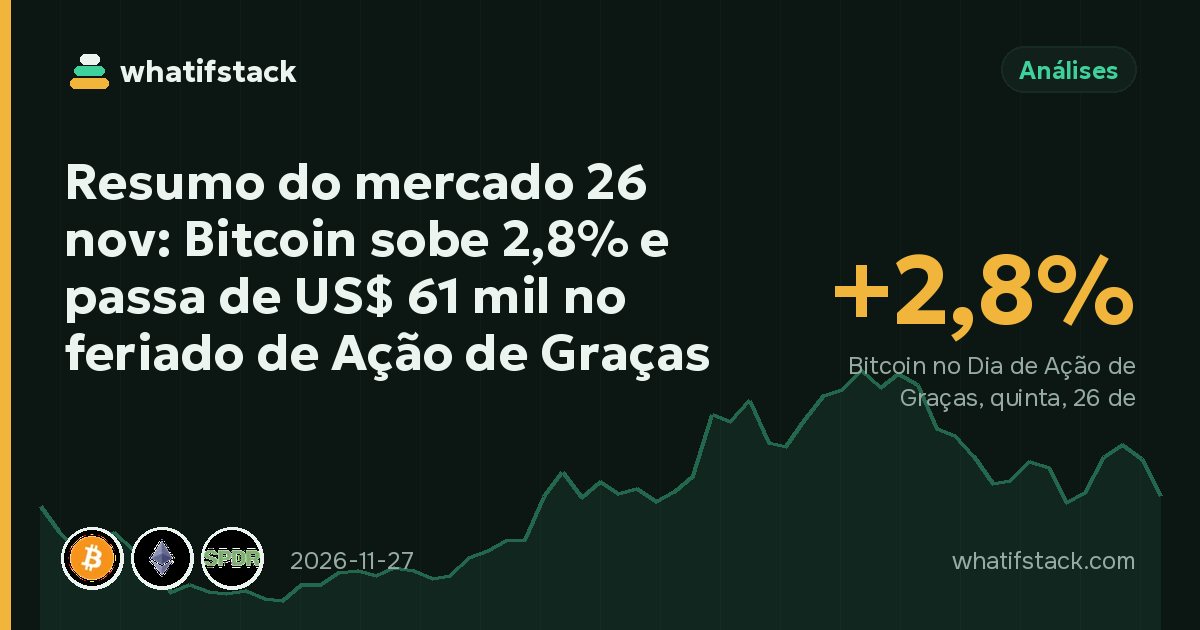 whatifstack
Análises
Resumo do mercado 26
nov: Bitcoin sobe 2,8% e
passa de US$ 61 mil no
feriado de Ação de Graças
+2,8%
Bitcoin no Dia de Ação de
Graças, quinta, 26 de
SPDR
2026-11-27
whatifstack.com